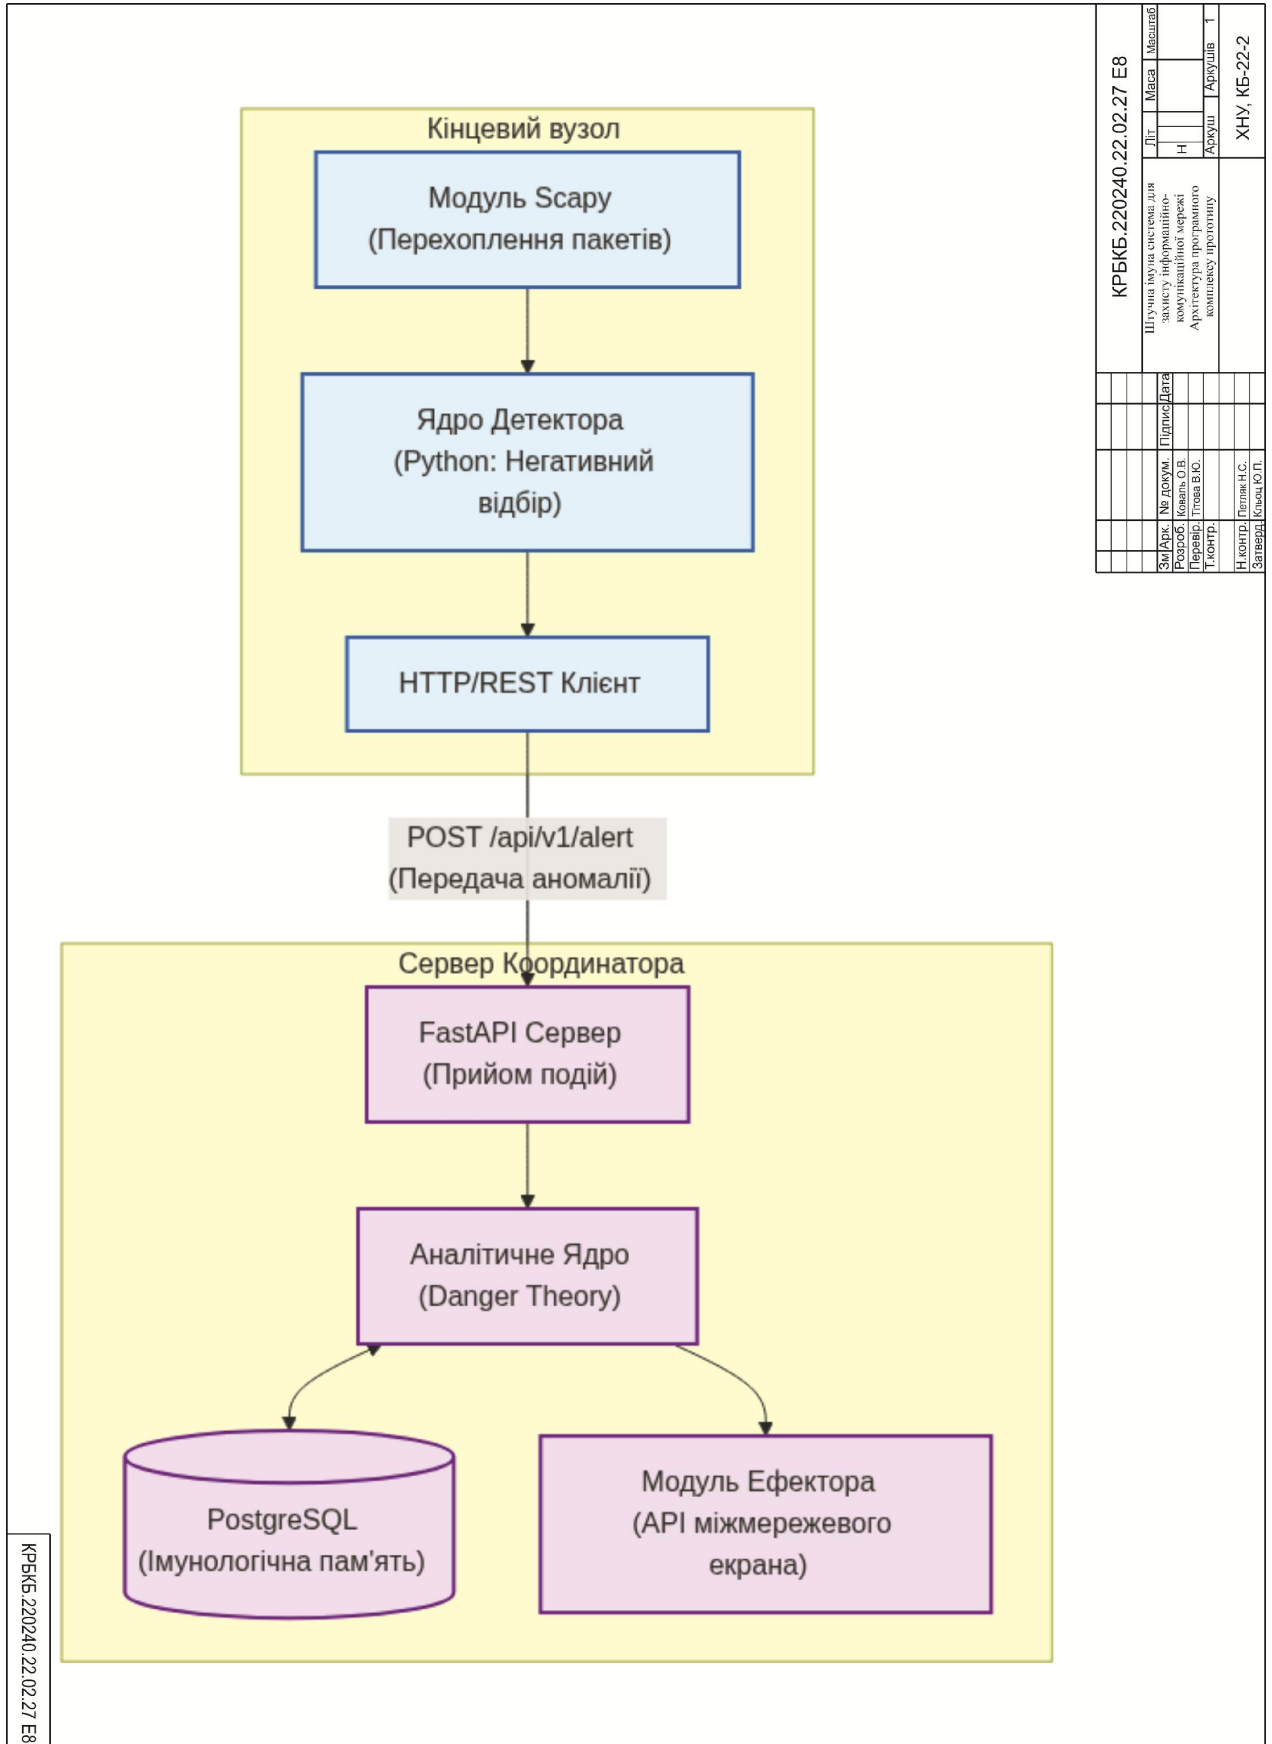 Кінцевий вузол
Модуль Scapy
(Перехоплення пакетів)
Ядро Детектора
(Python: Негативний
відбір)
HTTP/REST Клієнт
POST /api/v1/alert
(Передача аномалії)
Сервер Координатора
FastAPI Сервер
(Прийом подій)
Аналітичне Ядро
(Danger Theory)
PostgreSQL
(Імунологічна пам'ять)
Модуль Ефектора
(API міжмережевого
екрана)
КРБКБ.220240.22.02.27 Е8
Штучна імуна система для
захисту інформаційно-
комунікаційної мережі
Архітектура програмного
комплексу прототипу
Літ Маса Масштаб
Н
Аркуш Аркушів 1
ХНУ, КБ-22-2
Зм Арк. № докум. Підпис Дата
Розроб. Коваль О.В.
Перевір. Тітова В.Ю.
Т.контр.
Н.контр. Петляк Н.С.
Затверд. Кльоц Ю.П.
КРБКБ.220240.22.02.27 Е8